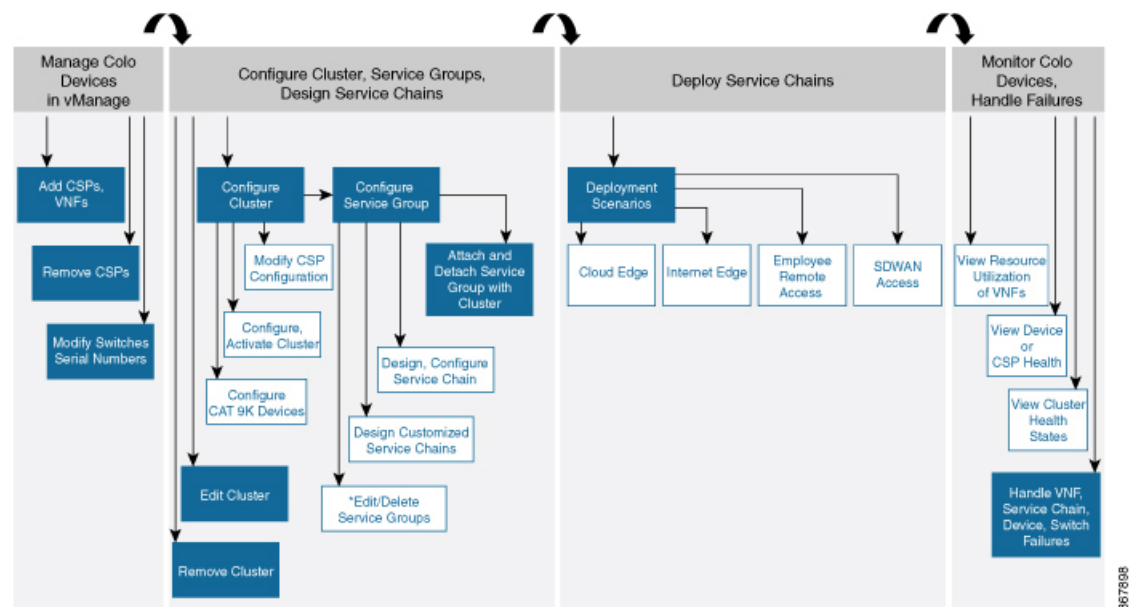 Manage Colo
Devices
in vManage
Configure Cluster, Service Groups,
Design Service Chains
Deploy Service Chains
Monitor Colo
Devices,
Handle Failures
Add CSPs,
VNFs
Remove CSPs
Modify Switches
Serial Numbers
Configure
Cluster
Configure
Service Group
Modify CSP
Configuration
Attach and
Detach Service
Group with
Cluster
Configure,
Activate Cluster
Design, Configure
Service Chain
Configure
CAT 9K Devices
Design Customized
Service Chains
Edit Cluster
*Edit/Delete
Service Groups
Remove Cluster
Deployment
Scenarios
Cloud Edge
Internet Edge
Employee
Remote
Access
SDWAN
Access
View Resource
Utilization
of VNFs
View Device
or
CSP Health
View Cluster
Health
States
Handle VNF,
Service Chain,
Device, Switch
Failures
367898